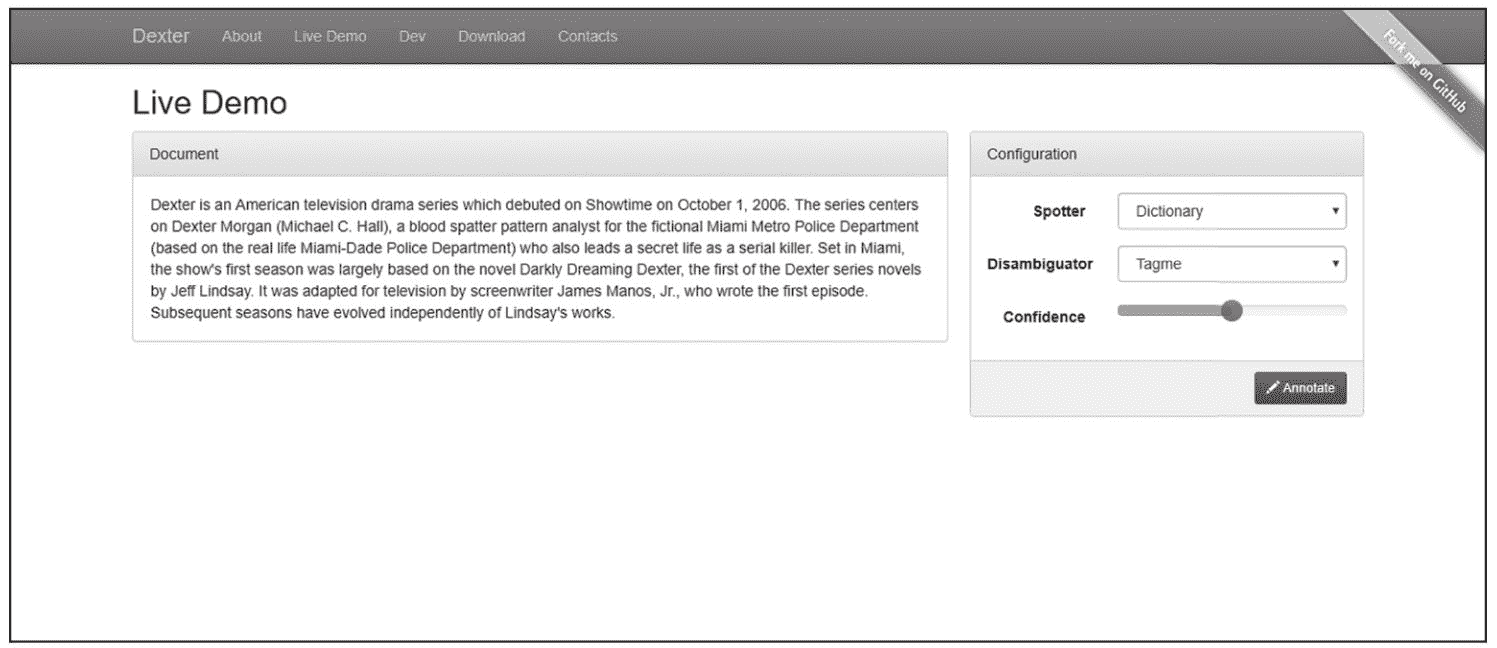 Dexter About Live Demo Dev Download Contacts
Fork me on GitHub
Live Demo
Document
Dexter is an American television drama series which debuted on Showtime on October 1, 2006. The series centers
on Dexter Morgan (Michael C. Hall), a blood spatter pattern analyst for the fictional Miami Metro Police Department
(based on the real life Miami-Dade Police Department) who also leads a secret life as a serial killer. Set in Miami,
the show's first season was largely based on the novel Darkly Dreaming Dexter, the first of the Dexter series novels
by Jeff Lindsay. It was adapted for television by screenwriter James Manos, Jr., who wrote the first episode.
Subsequent seasons have evolved independently of Lindsay's works.
Configuration
Spotter Dictionary
Disambiguator Tagme
Confidence
Annotate